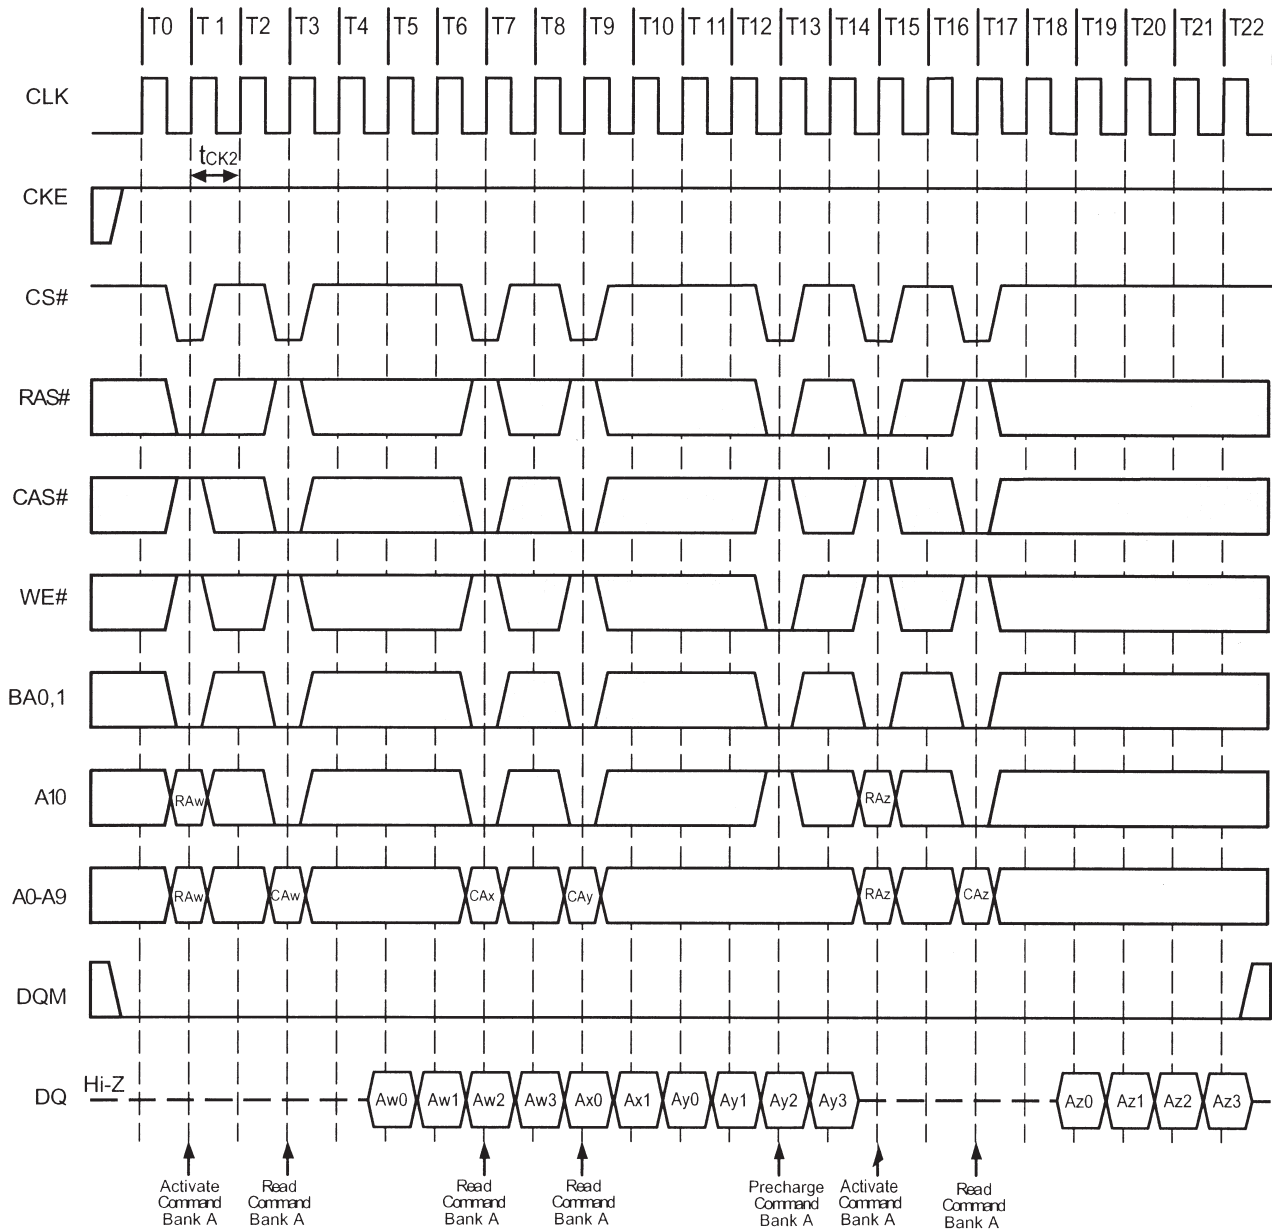 T0 T 1 T2 T3 T4 T5 T6 T7 T8 T9 T10 T 11 T12 T13 T14 T15 T16 T17 T18 T19 T20 T21 T22
CLK
tCK2
CKE
CS#
RAS#
CAS#
WE#
BA0,1
A10 RAw RAz
A0-A9 RAw CAw CAx CAy RAz CAz
DQM
DQ Hi-Z Aw0 Aw1 Aw2 Aw3 Ax0 Ax1 Ay0 Ay1 Ay2 Ay3 Az0 Az1 Az2 Az3
Activate
Command
Bank A
Read
Command
Bank A
Read
Command
Bank A
Read
Command
Bank A
Precharge
Command
Bank A
Activate
Command
Bank A
Read
Command
Bank A